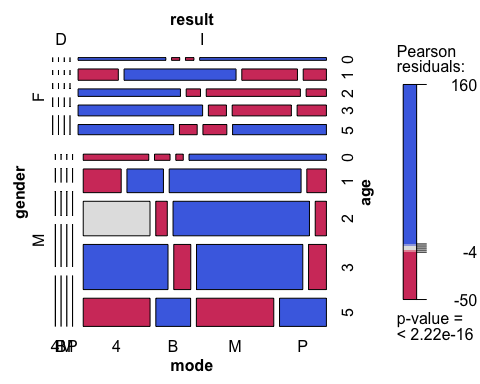 result
D I
Pearson
residuals:
160
-4
-50
p-value =
< 2.22e-16
gender
F
M
age
0
1
2
3
5
0
1
2
3
5
4 B M P
mode